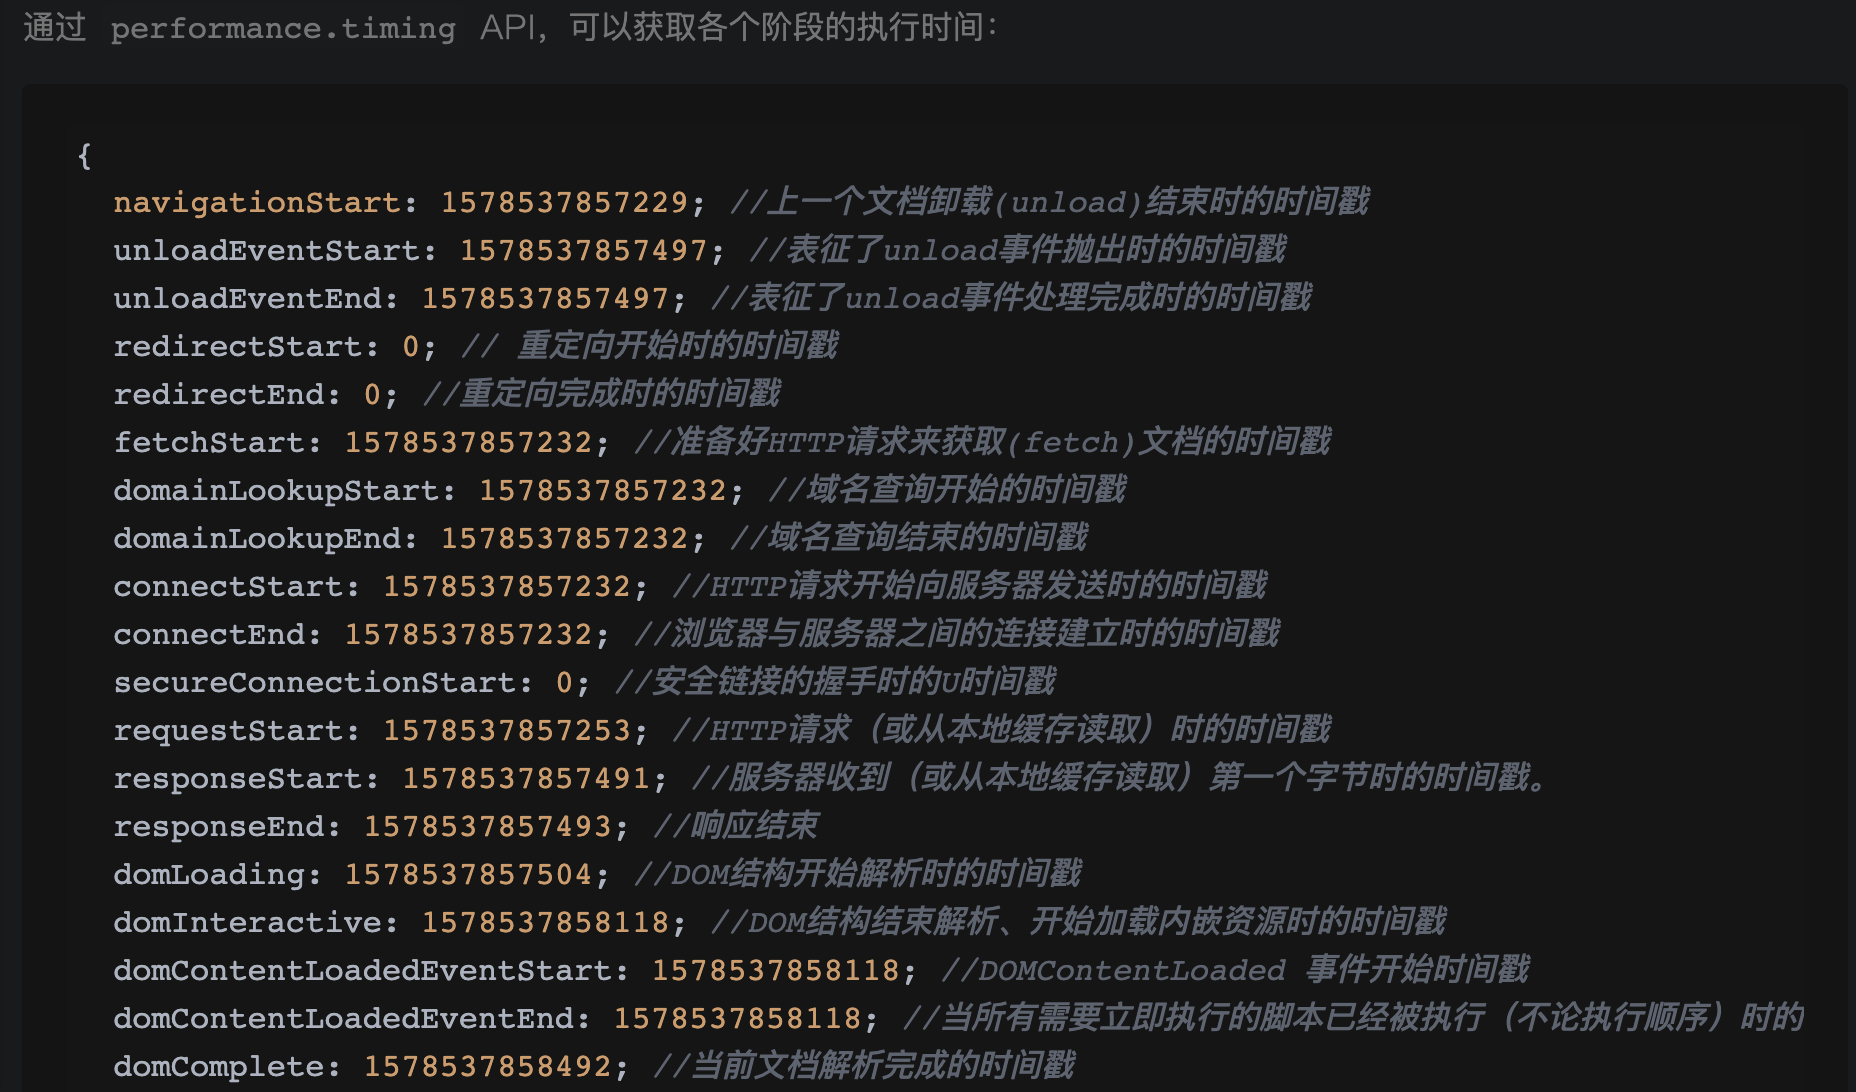 通过 performance.timing API，可以获取各个阶段的执行时间：
{
navigationStart: 1578537857229; //上一个文档卸载(unload)结束时的时间戳
unloadEventStart: 1578537857497; //表征了unload事件抛出时的时间戳
unloadEventEnd: 1578537857497; //表征了unload事件处理完成时的时间戳
redirectStart: 0; // 重定向开始时的时间戳
redirectEnd: 0; //重定向完成时的时间戳
fetchStart: 1578537857232; //准备好HTTP请求来获取(fetch)文档的时间戳
domainLookupStart: 1578537857232; //域名查询开始的时间戳
domainLookupEnd: 1578537857232; //域名查询结束的时间戳
connectStart: 1578537857232; //HTTP请求开始向服务器发送时的时间戳
connectEnd: 1578537857232; //浏览器与服务器之间的连接建立时的时间戳
secureConnectionStart: 0; //安全链接的握手时的U时间戳
requestStart: 1578537857253; //HTTP请求（或从本地缓存读取）时的时间戳
responseStart: 1578537857491; //服务器收到（或从本地缓存读取）第一个字节时的时间戳。
responseEnd: 1578537857493; //响应结束
domLoading: 1578537857504; //DOM结构开始解析时的时间戳
domInteractive: 1578537858118; //DOM结构结束解析、开始加载内嵌资源时的时间戳
domContentLoadedEventStart: 1578537858118; //DOMContentLoaded 事件开始时间戳
domContentLoadedEventEnd: 1578537858118; //当所有需要立即执行的脚本已经被执行（不论执行顺序）时的
domComplete: 1578537858492; //当前文档解析完成的时间戳